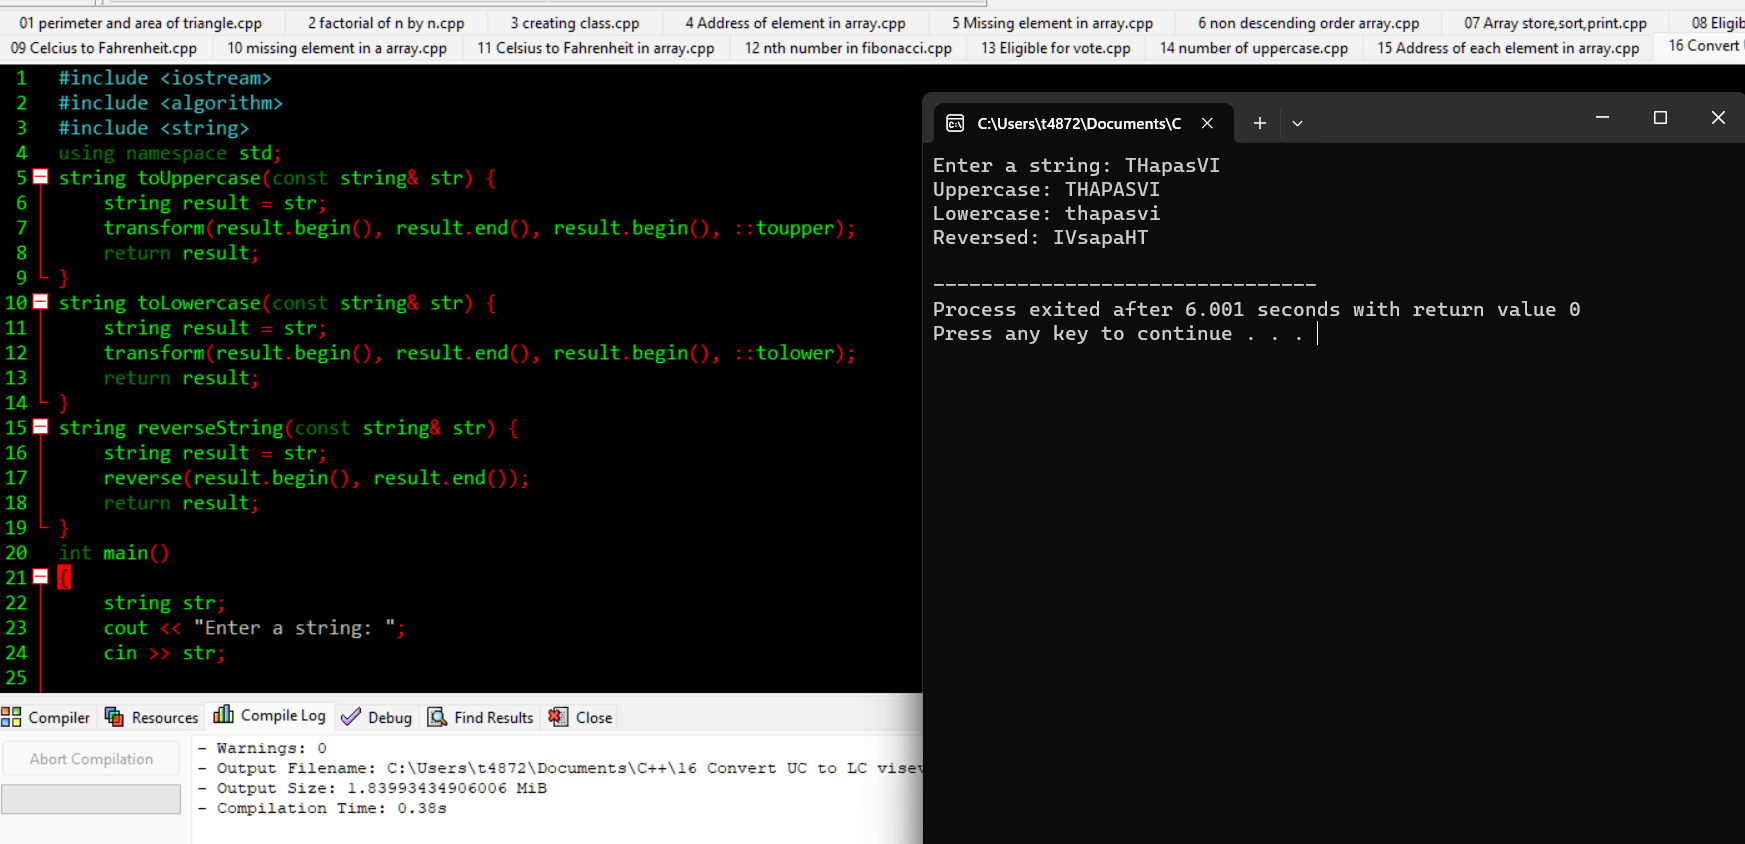 01 perimeter and area of triangle.cpp 2 factorial of n by n.cpp 3 creating class.cpp 4 Address of element in array.cpp 5 Missing element in array.cpp 6 non descending order array.cpp 07 Array store,sort,print.cpp 08 Eligib
09 Celcius to Fahrenheit.cpp 10 missing element in a array.cpp 11 Celsius to Fahrenheit in array.cpp 12 nth number in fibonacci.cpp 13 Eligible for vote.cpp 14 number of uppercase.cpp 15 Address of each element in array.cpp 16 Convert
1 #include <iostream>
2 #include <algorithm>
3 #include <string>
4 using namespace std;
5 string toUppercase(const string& str) {
6 string result = str;
7 transform(result.begin(), result.end(), result.begin(), ::toupper);
8 return result;
9 }
10 string toLowercase(const string& str) {
11 string result = str;
12 transform(result.begin(), result.end(), result.begin(), ::tolower);
13 return result;
14 }
15 string reverseString(const string& str) {
16 string result = str;
17 reverse(result.begin(), result.end());
18 return result;
19 }
20 int main()
21 {
22 string str;
23 cout << "Enter a string: ";
24 cin >> str;
25
C:\Users\t4872\Documents\C
Enter a string: THapasVI
Uppercase: THAPASVI
Lowercase: thapasvi
Reversed: IVsapaHT
--------------------------------
Process exited after 6.001 seconds with return value 0
Press any key to continue . . .
Compiler Resources Compile Log Debug Find Results Close
Abort Compilation
- Warnings: 0
- Output Filename: C:\Users\t4872\Documents\C++\16 Convert UC to LC vise
- Output Size: 1.83993434906006 MiB
- Compilation Time: 0.38s